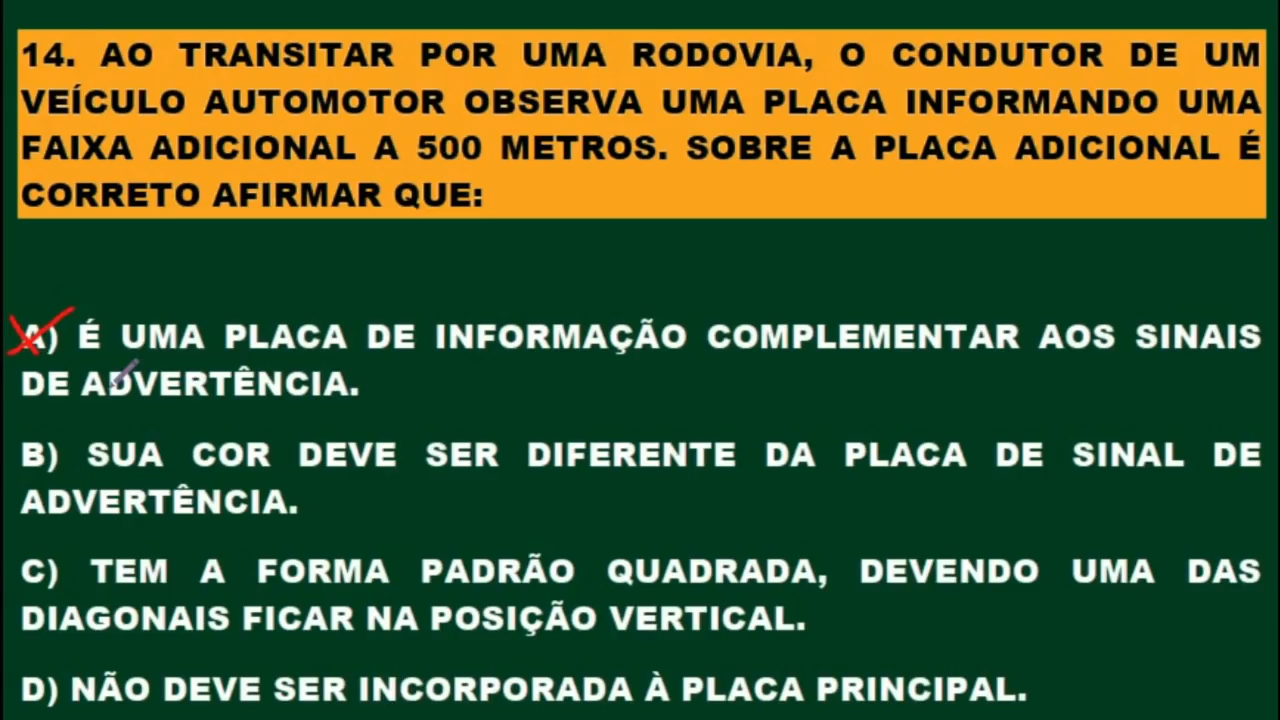 14. AO TRANSITAR POR UMA RODOVIA, O CONDUTOR DE UM
VEÍCULO AUTOMOTOR OBSERVA UMA PLACA INFORMANDO UMA
FAIXA ADICIONAL A 500 METROS. SOBRE A PLACA ADICIONAL É
CORRETO AFIRMAR QUE:
A) É UMA PLACA DE INFORMAÇÃO COMPLEMENTAR AOS SINAIS
DE ADVERTÊNCIA.
B) SUA COR DEVE SER DIFERENTE DA PLACA DE SINAL DE
ADVERTÊNCIA.
C) TEM A FORMA PADRÃO QUADRADA, DEVENDO UMA DAS
DIAGONAIS FICAR NA POSIÇÃO VERTICAL.
D) NÃO DEVE SER INCORPORADA À PLACA PRINCIPAL.